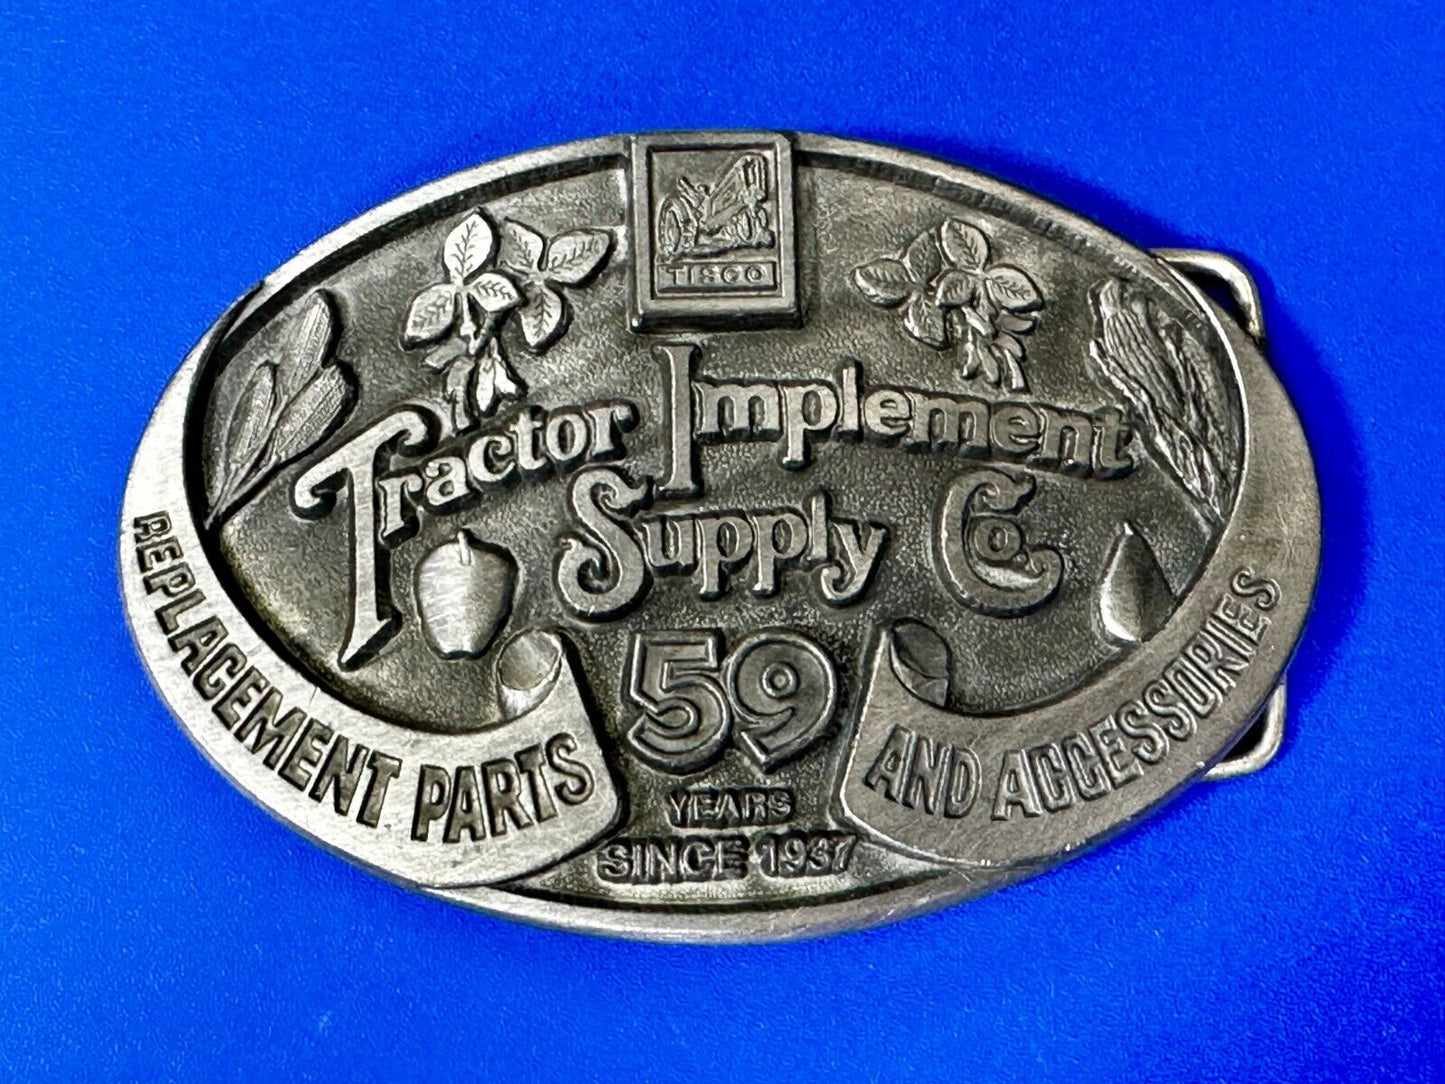 TISCO
Tractor Implement
Supply Co.
59
YEARS
SINCE 1937
REPLACEMENT PARTS
AND ACCESSORIES